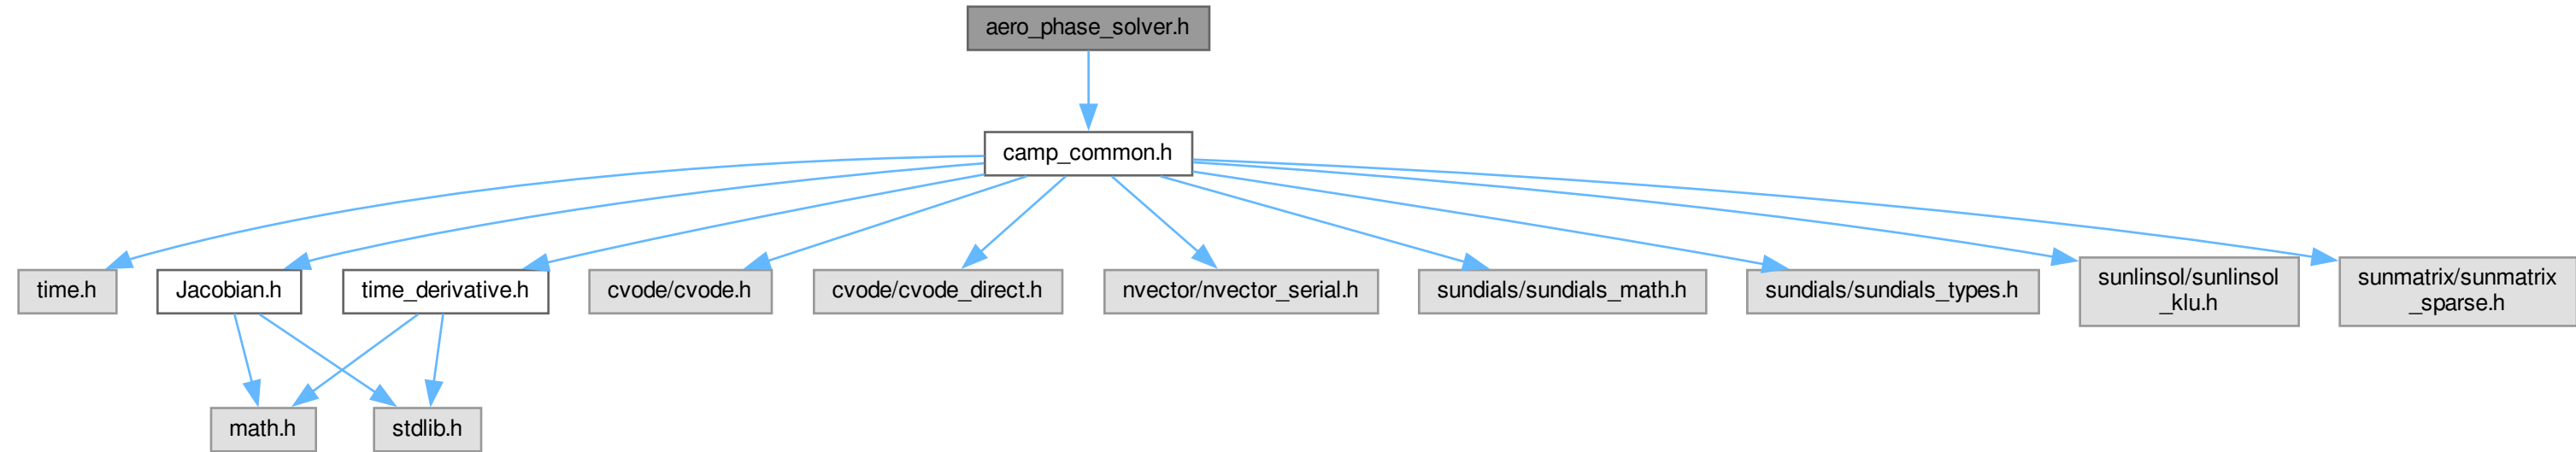 aero_phase_solver.h
camp_common.h
time.h
Jacobian.h
time_derivative.h
cvode/cvode.h
cvode/cvode_direct.h
nvector/nvector_serial.h
sundials/sundials_math.h
sundials/sundials_types.h
sunlinsol/sunlinsol
_klu.h
sunmatrix/sunmatrix
_sparse.h
math.h
stdlib.h